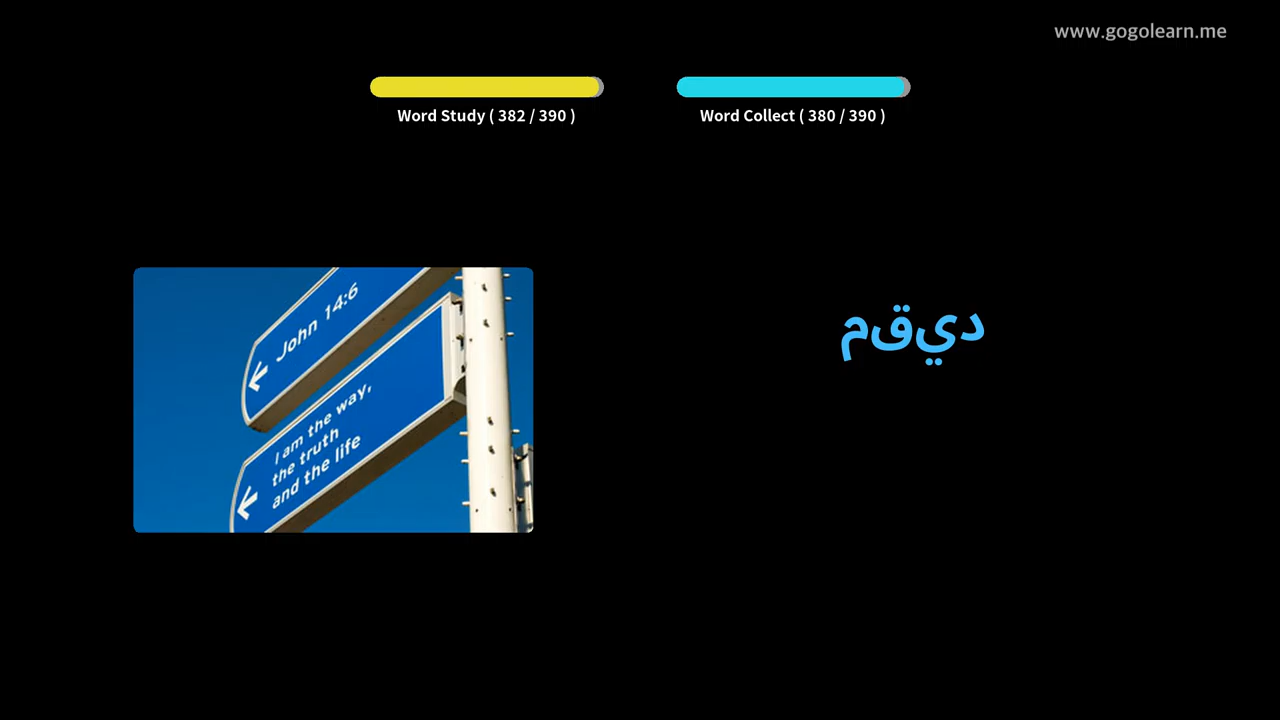 www.gogolearn.me
Word Study ( 382 / 390 )
Word Collect ( 380 / 390 )
John 14:6
I am the way,
the truth
and the life
ديقم